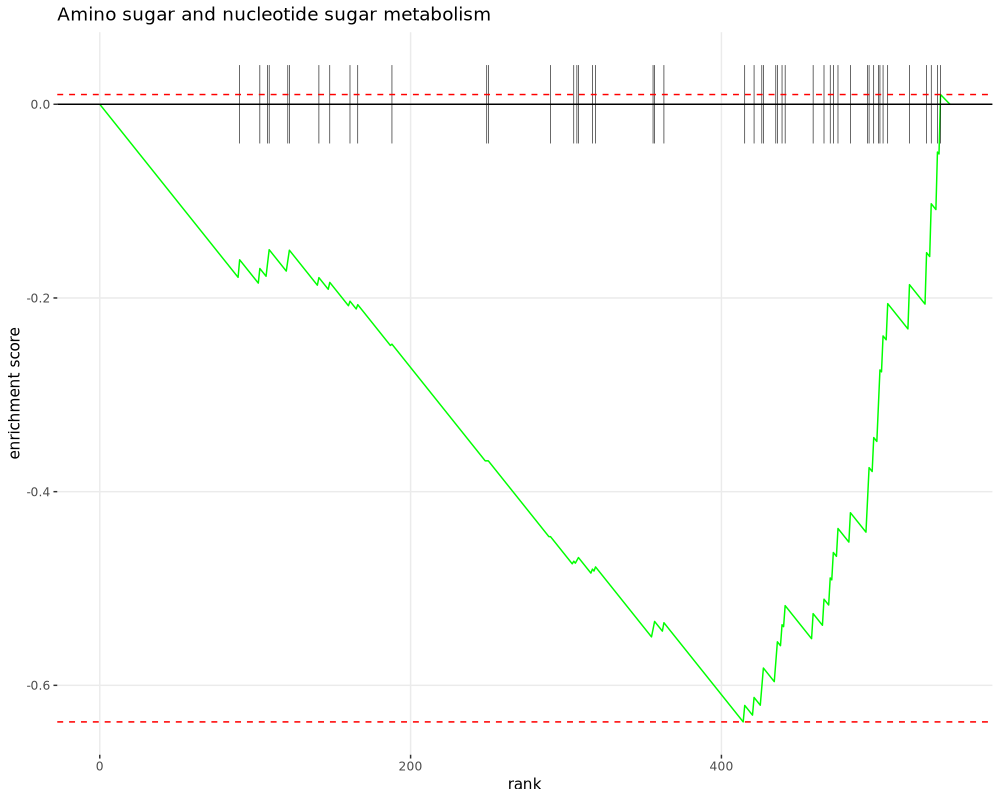 Amino sugar and nucleotide sugar metabolism
enrichment score
0.0
-0.2
-0.4
-0.6
0
200
400
rank